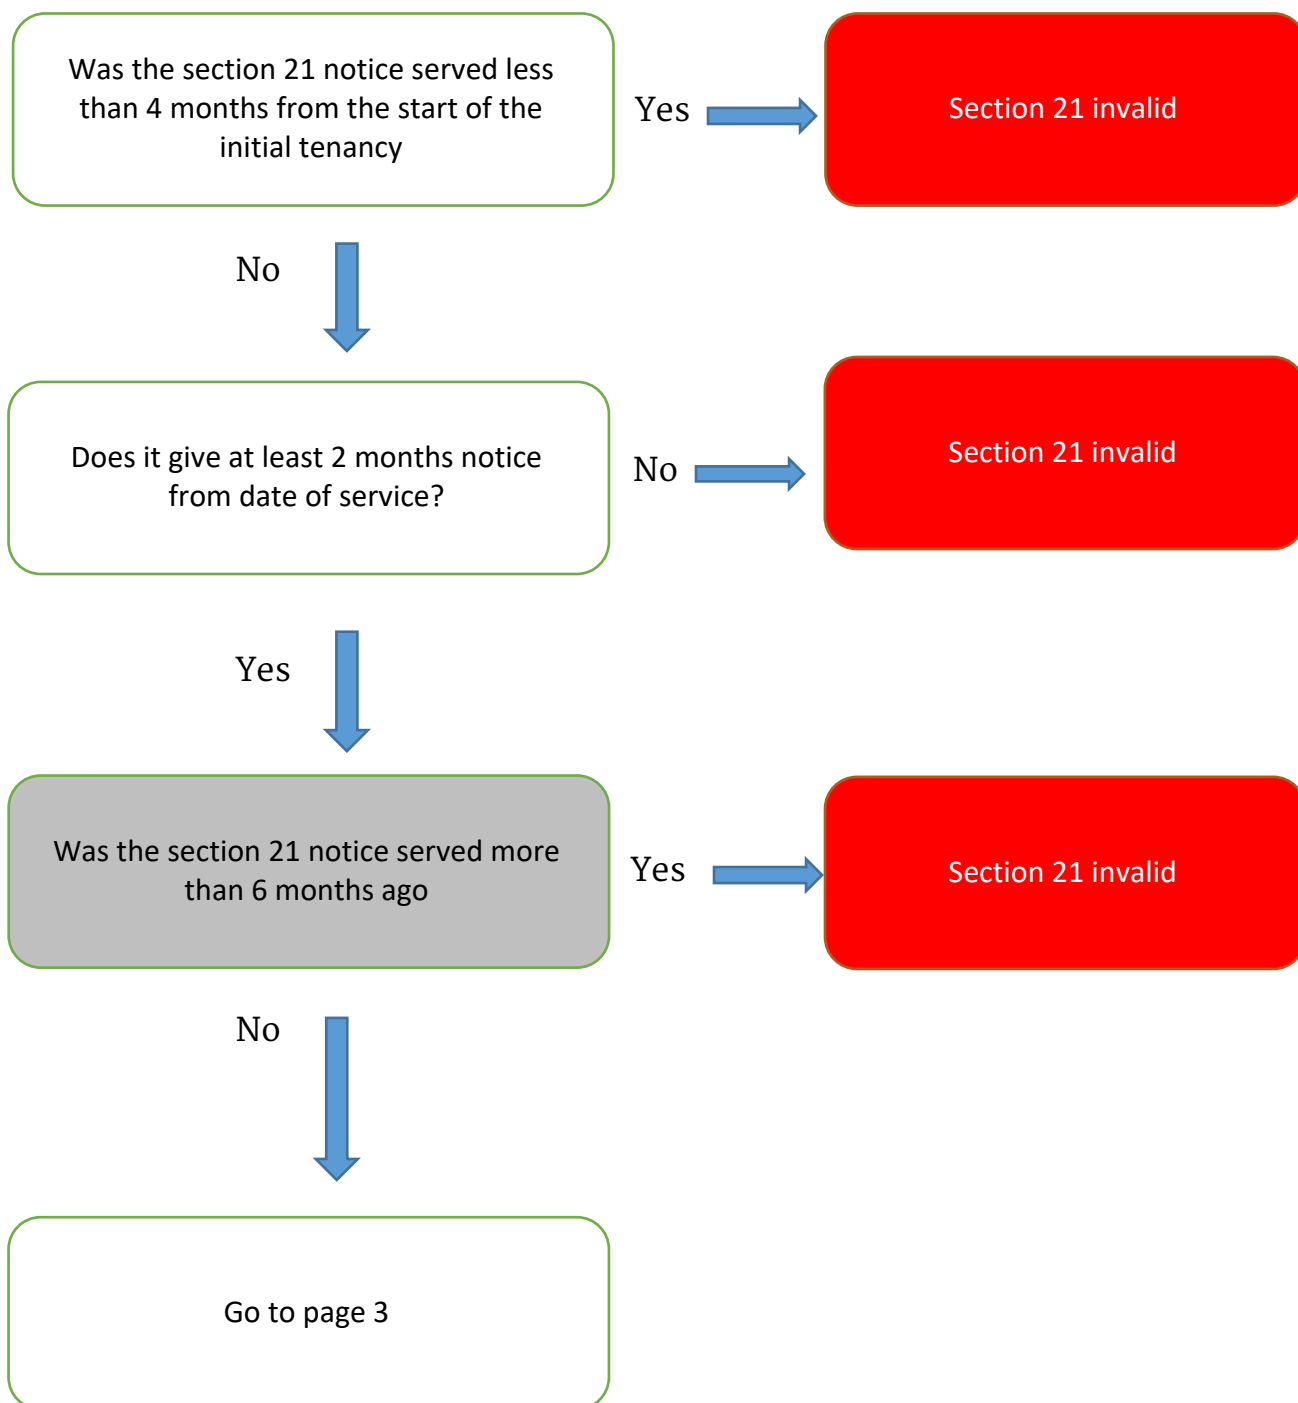 Was the section 21 notice served less
than 4 months from the start of the
initial tenancy
Yes
Section 21 invalid
No
Does it give at least 2 months notice
from date of service?
No
Section 21 invalid
Yes
Was the section 21 notice served more
than 6 months ago
Yes
Section 21 invalid
No
Go to page 3